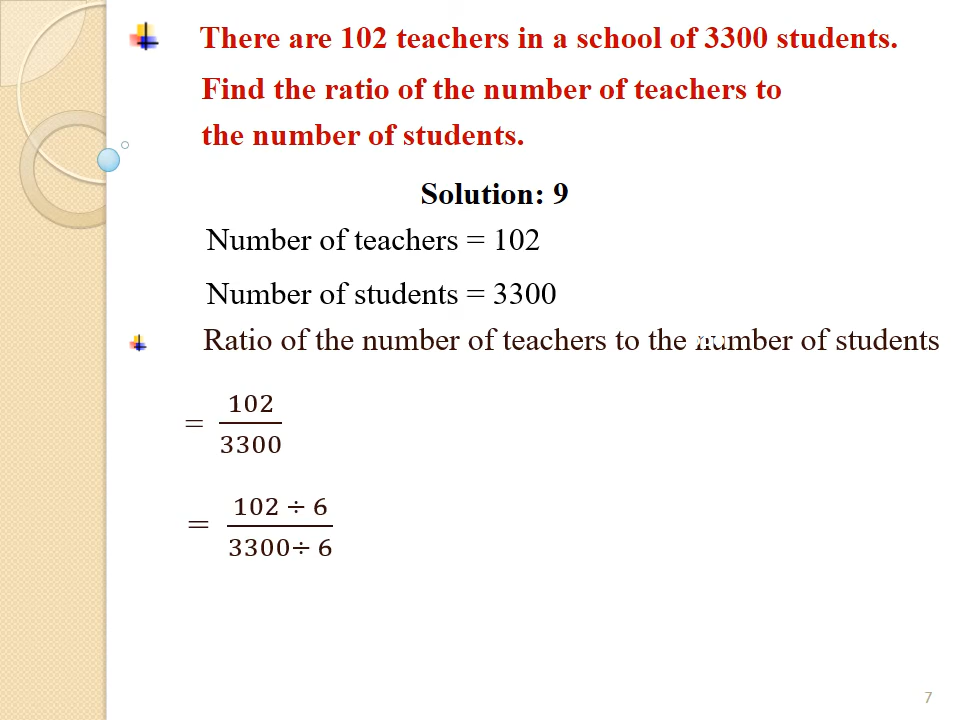 There are 102 teachers in a school of 3300 students.
Find the ratio of the number of teachers to
the number of students.
Solution: 9
Number of teachers = 102
Number of students = 3300
Ratio of the number of teachers to the number of students
= 102/3300
= 102 ÷ 6/3300÷ 6
7